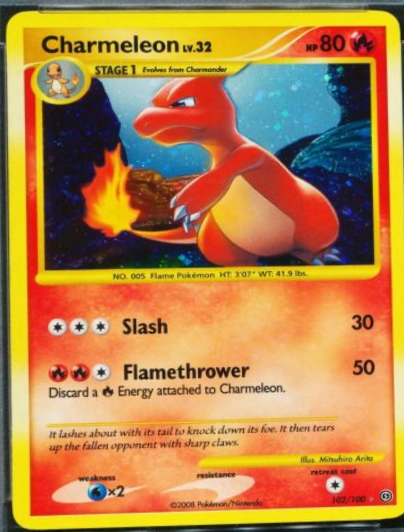 Charmeleon LV.32 HP 80
STAGE 1 Evolves from Charmander
NO. 005 Flame Pokémon HT: 3'07" WT: 41.9 lbs.
Slash 30
Flamethrower 50
Discard a Energy attached to Charmeleon.
It lashes about with its tail to knock down its foe. It then tears
up the fallen opponent with sharp claws.
Illus. Mitsuhiro Arita
weakness resistance retreat cost
×2
©2008 Pokémon/Nintendo 102/100